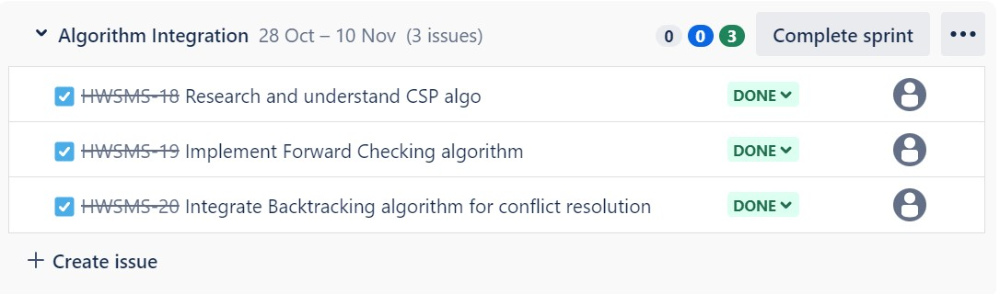 Algorithm Integration 28 Oct – 10 Nov (3 issues) 0 0 3 Complete sprint
HWSMS-18 Research and understand CSP algo DONE
HWSMS-19 Implement Forward Checking algorithm DONE
HWSMS-20 Integrate Backtracking algorithm for conflict resolution DONE
+ Create issue